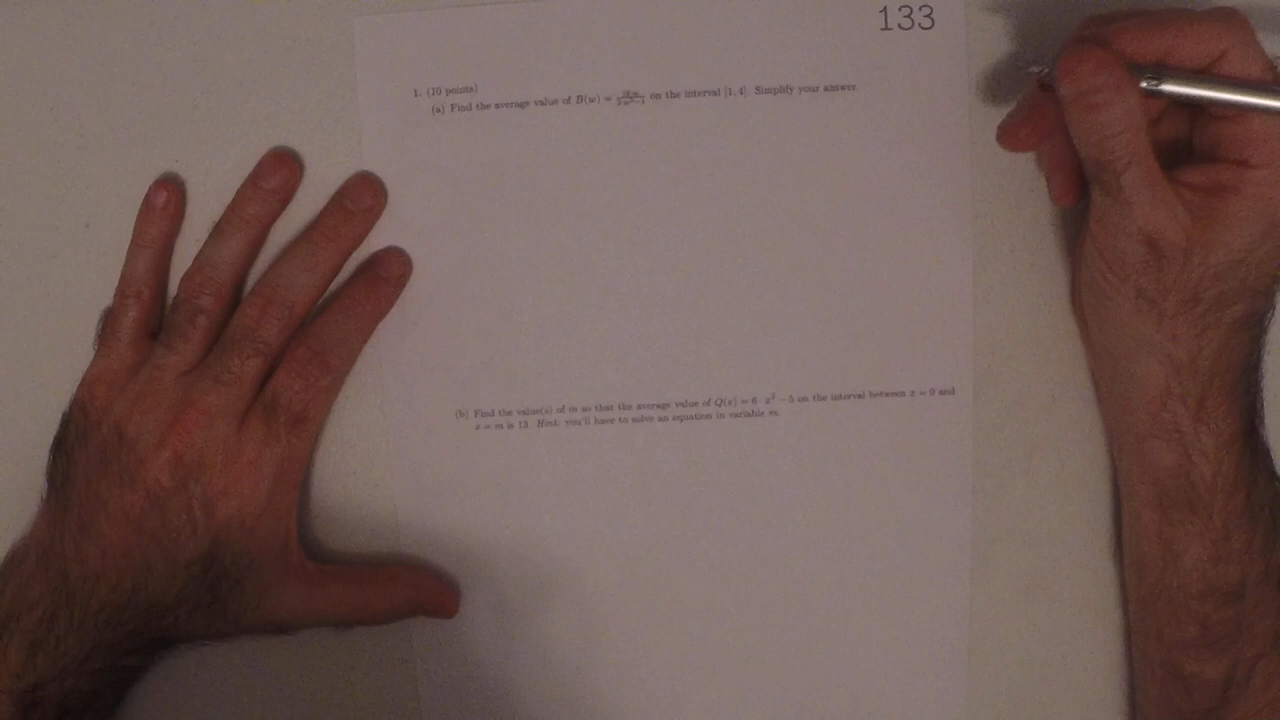 133
1. (10 points)
(a) Find the average value of B(w) = on the interval [1, 4]. Simplify your answer.
(b) Find the value(s) of m so that the average value of Q(z) = 6 · z² − 5 on the interval between z = 0 and
z = m is 13. Hint: you'll have to solve an equation in variable m.